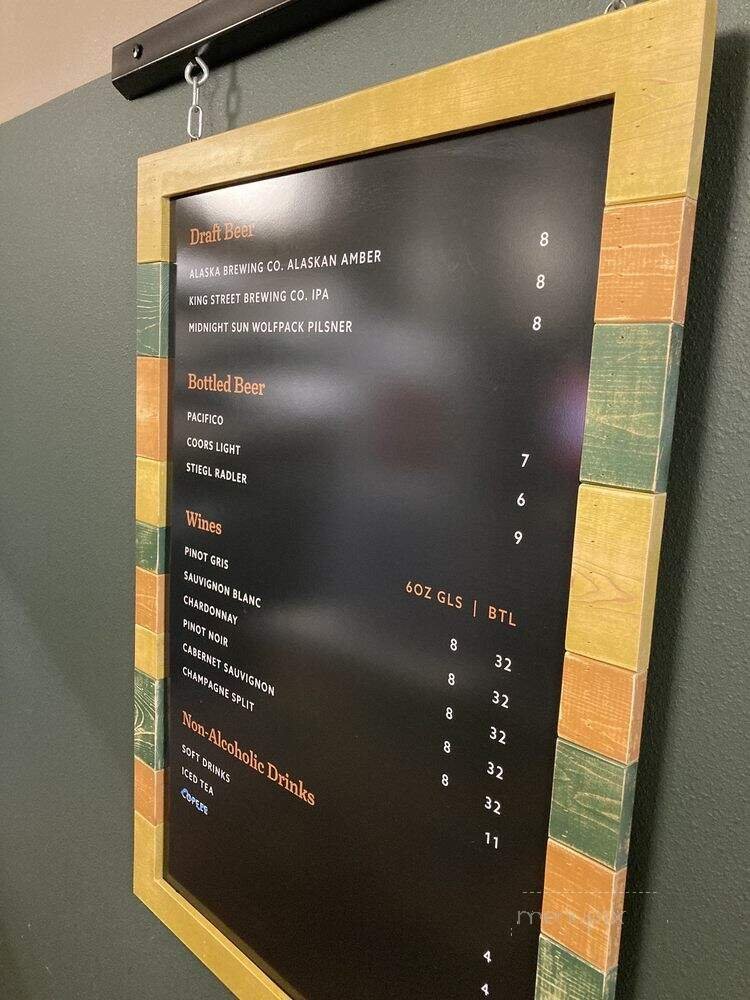 Draft Beer
ALASKA BREWING CO. ALASKAN AMBER 8
KING STREET BREWING CO. IPA 8
MIDNIGHT SUN WOLFPACK PILSNER 8
Bottled Beer
PACIFICO 7
COORS LIGHT 6
STIEGL RADLER 9
Wines 6OZ GLS | BTL
PINOT GRIS 8 32
SAUVIGNON BLANC 8 32
CHARDONNAY 8 32
PINOT NOIR 8 32
CABERNET SAUVIGNON 8 32
CHAMPAGNE SPLIT 11
Non-Alcoholic Drinks
SOFT DRINKS 4
ICED TEA 4